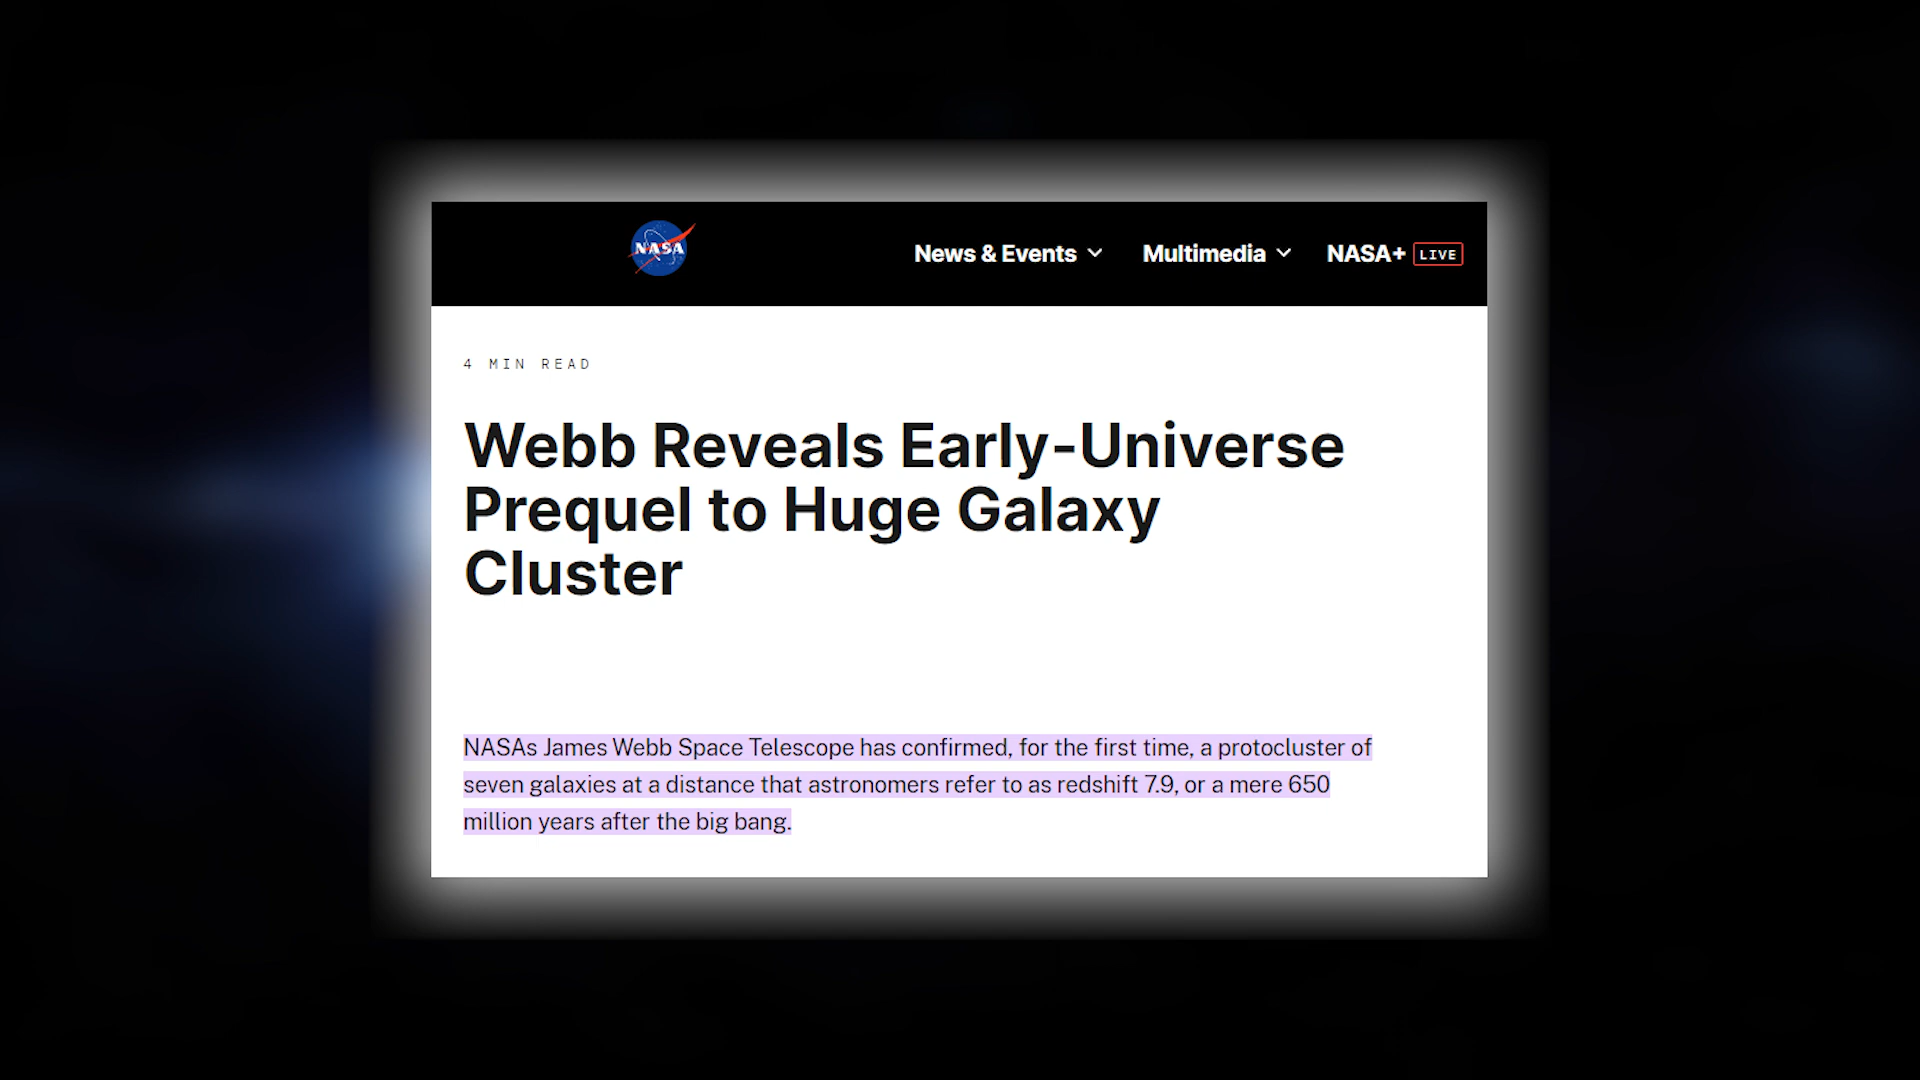 NASA
News & Events
Multimedia
NASA+ LIVE
4 MIN READ
Webb Reveals Early-Universe
Prequel to Huge Galaxy
Cluster
NASAs James Webb Space Telescope has confirmed, for the first time, a protocluster of
seven galaxies at a distance that astronomers refer to as redshift 7.9, or a mere 650
million years after the big bang.